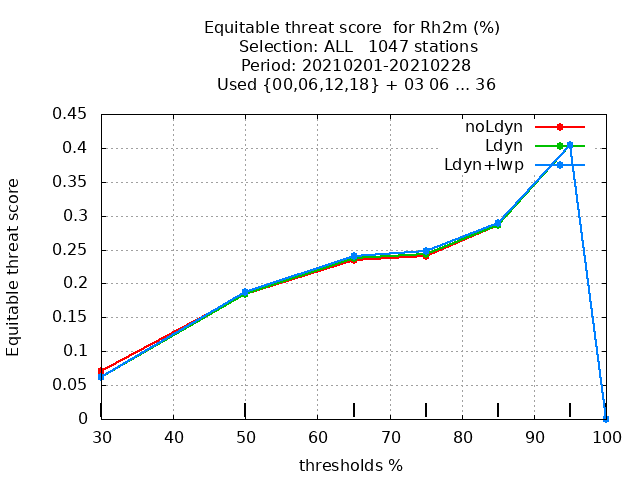 Equitable threat score  for Rh2m (%)
Selection: ALL   1047 stations
Period: 20210201-20210228
Used {00,06,12,18} + 03 06 ... 36
noLdyn
Ldyn
Ldyn+lwp
Equitable threat score
0.45
0.4
0.35
0.3
0.25
0.2
0.15
0.1
0.05
0
30 40 50 60 70 80 90 100
thresholds %